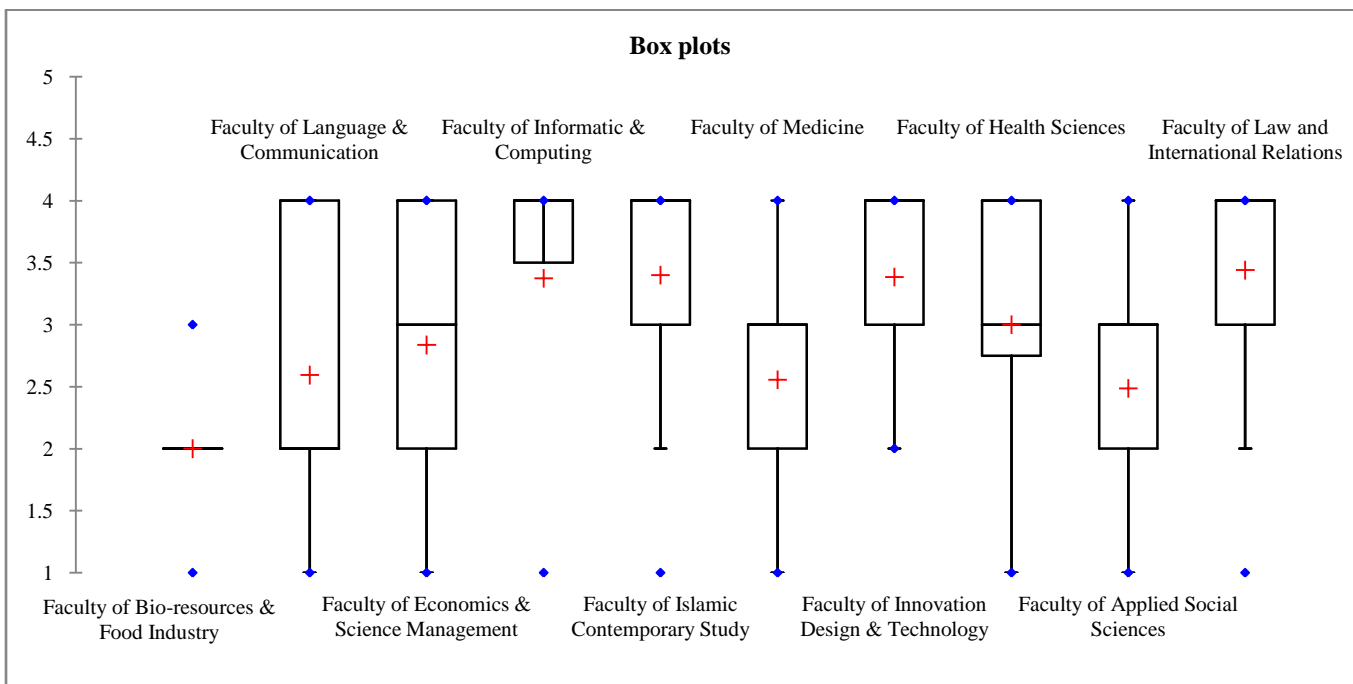 Box plots
5
4.5
4
3.5
3
2.5
2
1.5
1
Faculty of Language &
Communication
Faculty of Informatic &
Computing
Faculty of Medicine
Faculty of Health Sciences
Faculty of Law and
International Relations
Faculty of Bio-resources &
Food Industry
Faculty of Economics &
Science Management
Faculty of Islamic
Contemporary Study
Faculty of Innovation
Design & Technology
Faculty of Applied Social
Sciences